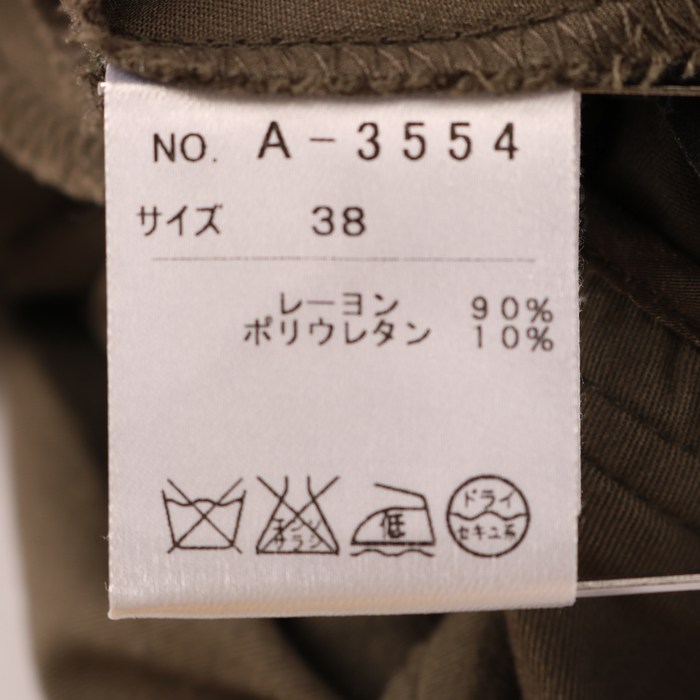 NO. A-3554
サイズ 38
レーヨン 90%
ポリウレタン 10%
エンソ
サラシ
低
ドライ
セキユ系